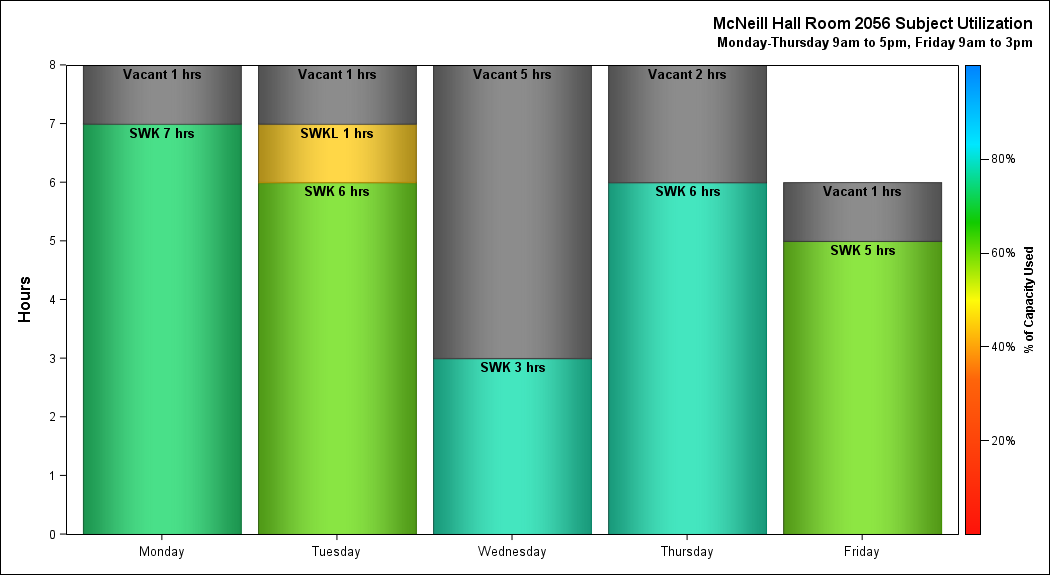 McNeill Hall Room 2056 Subject Utilization
Monday-Thursday 9am to 5pm, Friday 9am to 3pm
Hours
8
7
6
5
4
3
2
1
0
Vacant 1 hrs
SWK 7 hrs
Vacant 1 hrs
SWKL 1 hrs
SWK 6 hrs
Vacant 5 hrs
SWK 3 hrs
Vacant 2 hrs
SWK 6 hrs
Vacant 1 hrs
SWK 5 hrs
Monday
Tuesday
Wednesday
Thursday
Friday
80%
60%
40%
20%
% of Capacity Used